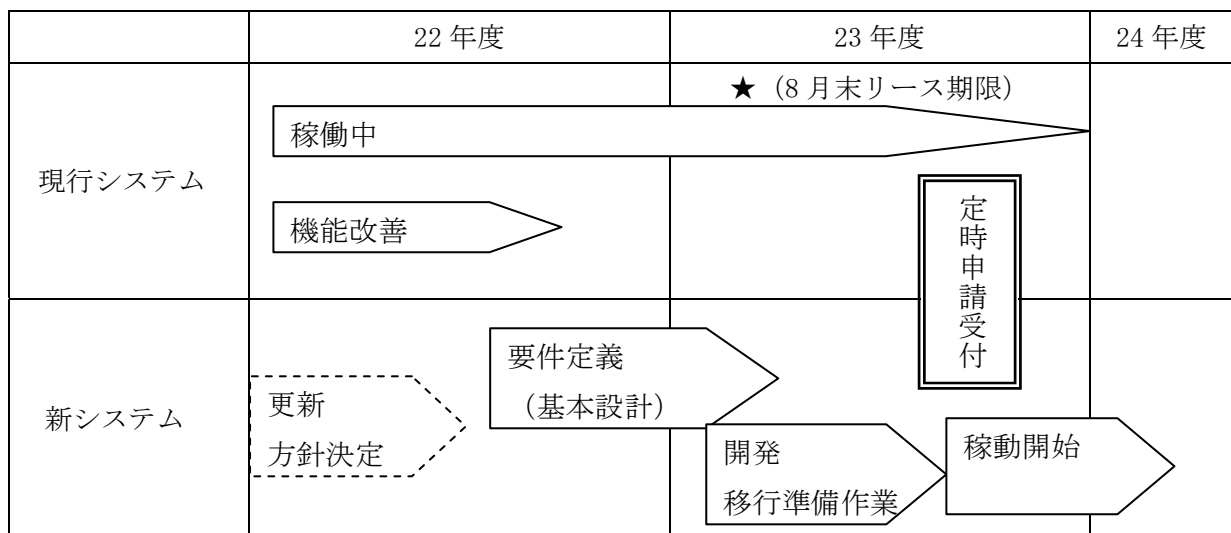 22 年度
23 年度
24 年度
現行システム
★（8 月末リース期限）
稼働中
機能改善
定時申請受付
新システム
更新
方針決定
要件定義
（基本設計）
開発
移行準備作業
稼動開始